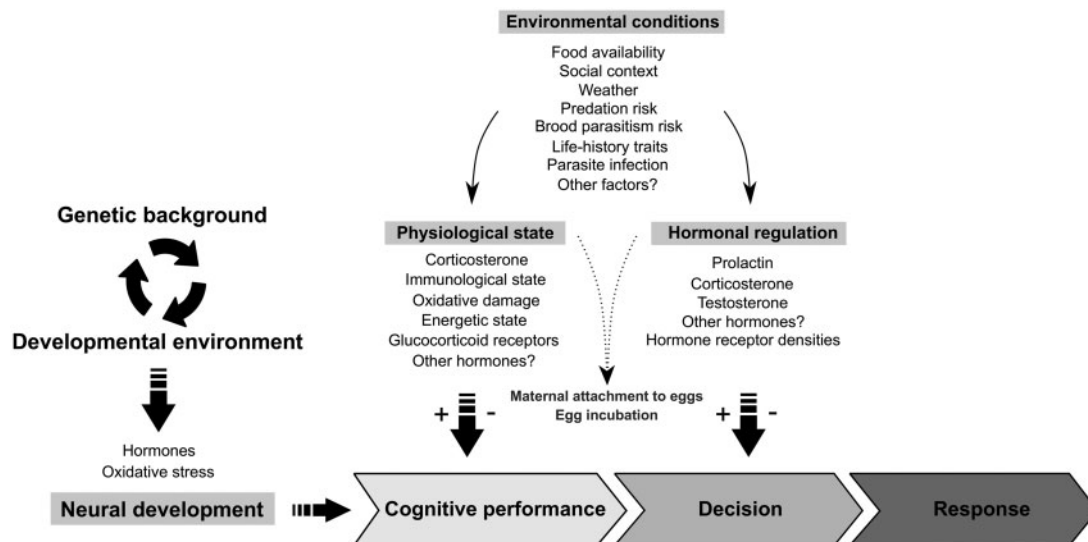 Environmental conditions
Food availability
Social context
Weather
Predation risk
Brood parasitism risk
Life-history traits
Parasite infection
Other factors?
Genetic background
Developmental environment
Hormones
Oxidative stress
Neural development
Physiological state
Corticosterone
Immunological state
Oxidative damage
Energetic state
Glucocorticoid receptors
Other hormones?
+ -
Hormonal regulation
Prolactin
Corticosterone
Testosterone
Other hormones?
Hormone receptor densities
+ -
Maternal attachment to eggs
Egg incubation
Cognitive performance
Decision
Response